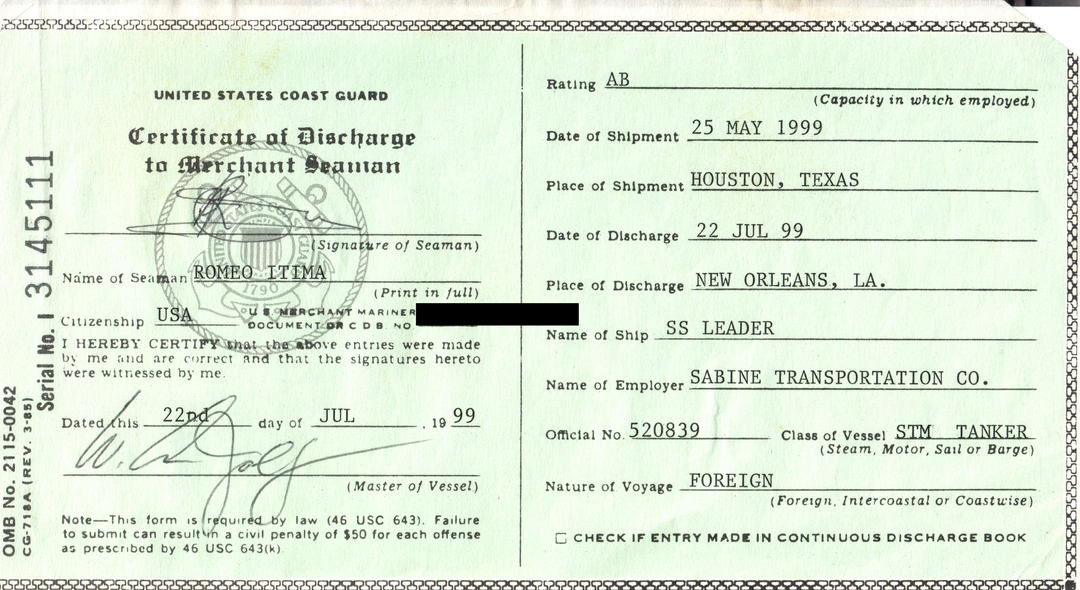 UNITED STATES COAST GUARD
Certificate of Discharge
to Merchant Seaman
(Signature of Seaman)
Name of Seaman ROMEO ITIMA
(Print in full)
Citizenship USA
U.S. MERCHANT MARINER
DOCUMENT OR C D B. NO
I HEREBY CERTIFY that the above entries were made
by me and are correct and that the signatures hereto
were witnessed by me.
Dated this 22nd day of JUL, 19 99
(Master of Vessel)
Note—This form is required by law (46 USC 643). Failure
to submit can result in a civil penalty of $50 for each offense
as prescribed by 46 USC 643(k)
Serial No. 1 3145111
OMB No. 2115-0042
CG-718A (REV. 3-85)
Rating AB
(Capacity in which employed)
Date of Shipment 25 MAY 1999
Place of Shipment HOUSTON, TEXAS
Date of Discharge 22 JUL 99
Place of Discharge NEW ORLEANS, LA.
Name of Ship SS LEADER
Name of Employer SABINE TRANSPORTATION CO.
Official No. 520839 Class of Vessel STM TANKER
(Steam, Motor, Sail or Barge)
Nature of Voyage FOREIGN
(Foreign, Intercoastal or Coastwise)
☐ CHECK IF ENTRY MADE IN CONTINUOUS DISCHARGE BOOK
UNITED STATES COAST GUARD
1790